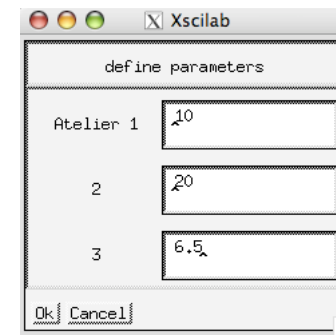 Xscilab
define parameters
Atelier 1 10
2 20
3 6.5
Ok Cancel